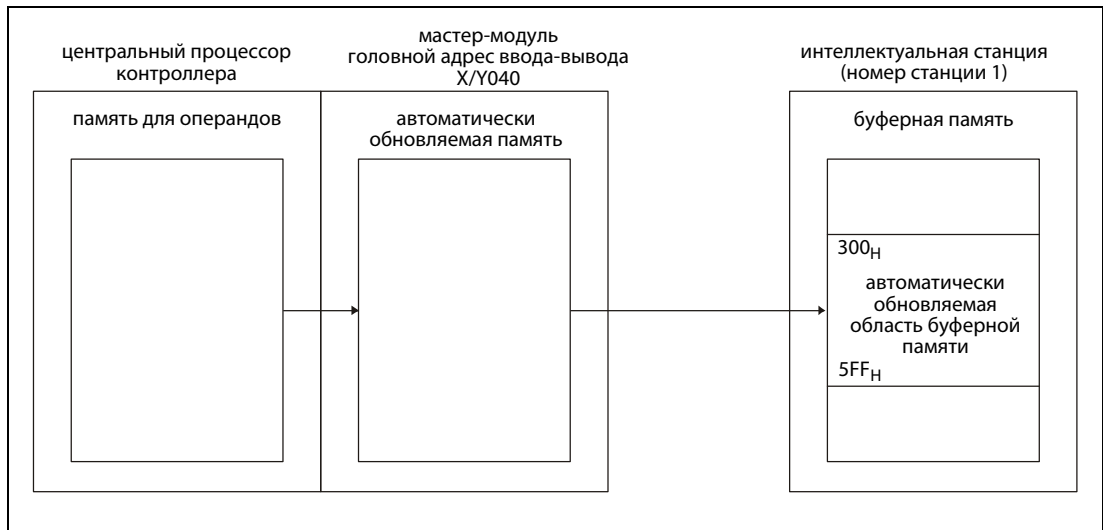 центральный процессор
контроллера
мастер-модуль
головной адрес ввода-вывода
X/Y040
интеллектуальная станция
(номер станции 1)
память для операндов
автоматически
обновляемая память
буферная память
300H
автоматически
обновляемая
область буферной
памяти
5FFH